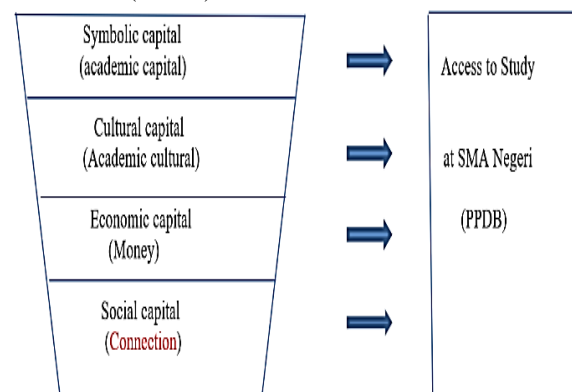 Symbolic capital
(academic capital)
Cultural capital
(Academic cultural)
Economic capital
(Money)
Social capital
(Connection)
Access to Study
at SMA Negeri
(PPDB)